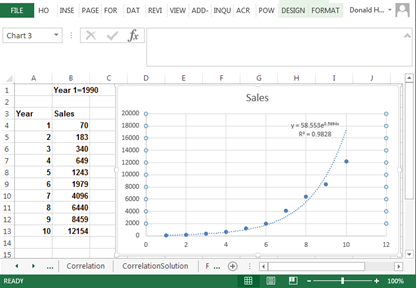 FILE HO INSE PAGE FOR DAT REVI VIEW ADD- INQU ACR POW DESIGN FORMAT Donald H...
Chart 3 fx
A B C D E F G H I J
1 Year 1=1990
2
3 Year Sales
4 1 70
5 2 183
6 3 340
7 4 649
8 5 1243
9 6 1979
10 7 4096
11 8 6440
12 9 8459
13 10 12154
14
15
Sales
20000
18000
16000
14000
12000
10000
8000
6000
4000
2000
0
0 2 4 6 8 10 12
R² = 0.9828
... Correlation CorrelationSolution F ...
READY 100%